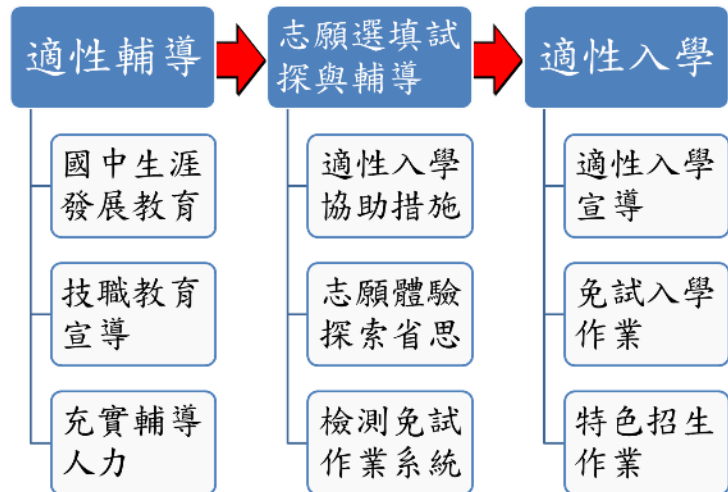 適性輔導
志願選填試
探與輔導
適性入學
國中生涯
發展教育
技職教育
宣導
充實輔導
人力
適性入學
協助措施
志願體驗
探索省思
檢測免試
作業系統
適性入學
宣導
免試入學
作業
特色招生
作業